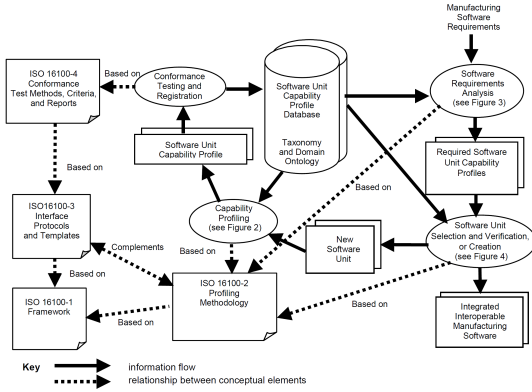 Manufacturing
Software
Requirements
ISO 16100-4
Conformance
Test Methods, Criteria,
and Reports
Based on
Conformance
Testing and
Registration
Software Unit
Capability
Profile
Database
Taxonomy
and Domain
Ontology
Software
Requirements
Analysis
(see Figure 3)
Software Unit
Capability Profile
Required Software
Unit Capability
Profiles
Based on
Based on
ISO 16100-3
Interface
Protocols
and Templates
Capability
Profiling
(see Figure 2)
Software Unit
Selection and Verification,
or Creation
(see Figure 4)
Complements
Based on
New
Software
Unit
Based on
ISO 16100-2
Profiling
Methodology
ISO 16100-1
Framework
Based on
Based on
Integrated
Interoperable
Manufacturing
Software
Key
information flow
relationship between conceptual elements